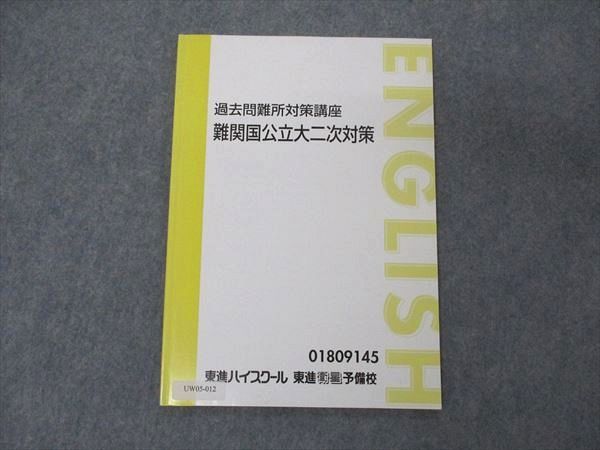 過去問難所対策講座
難関国公立大二次対策
ENGLISH
01809145
東進ハイスクール 東進衛星予備校
UW05-012